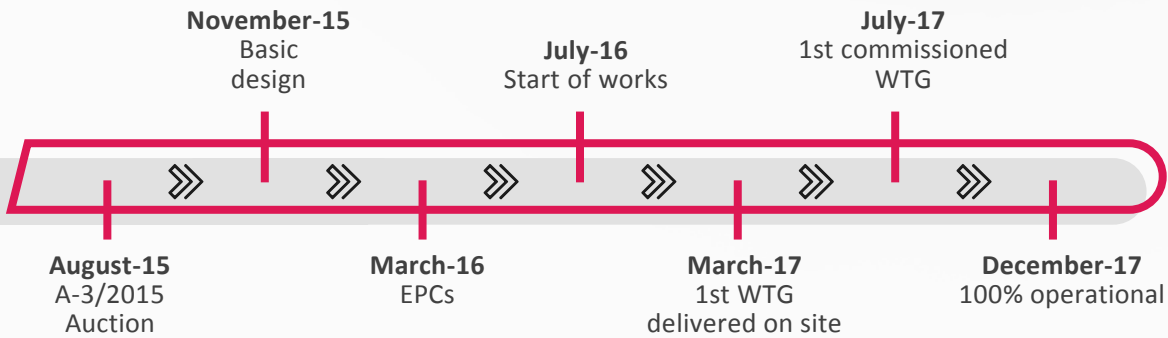 November-15
Basic
design
July-16
Start of works
July-17
1st commissioned
WTG
August-15
A-3/2015
Auction
March-16
EPCs
March-17
1st WTG
delivered on site
December-17
100% operational